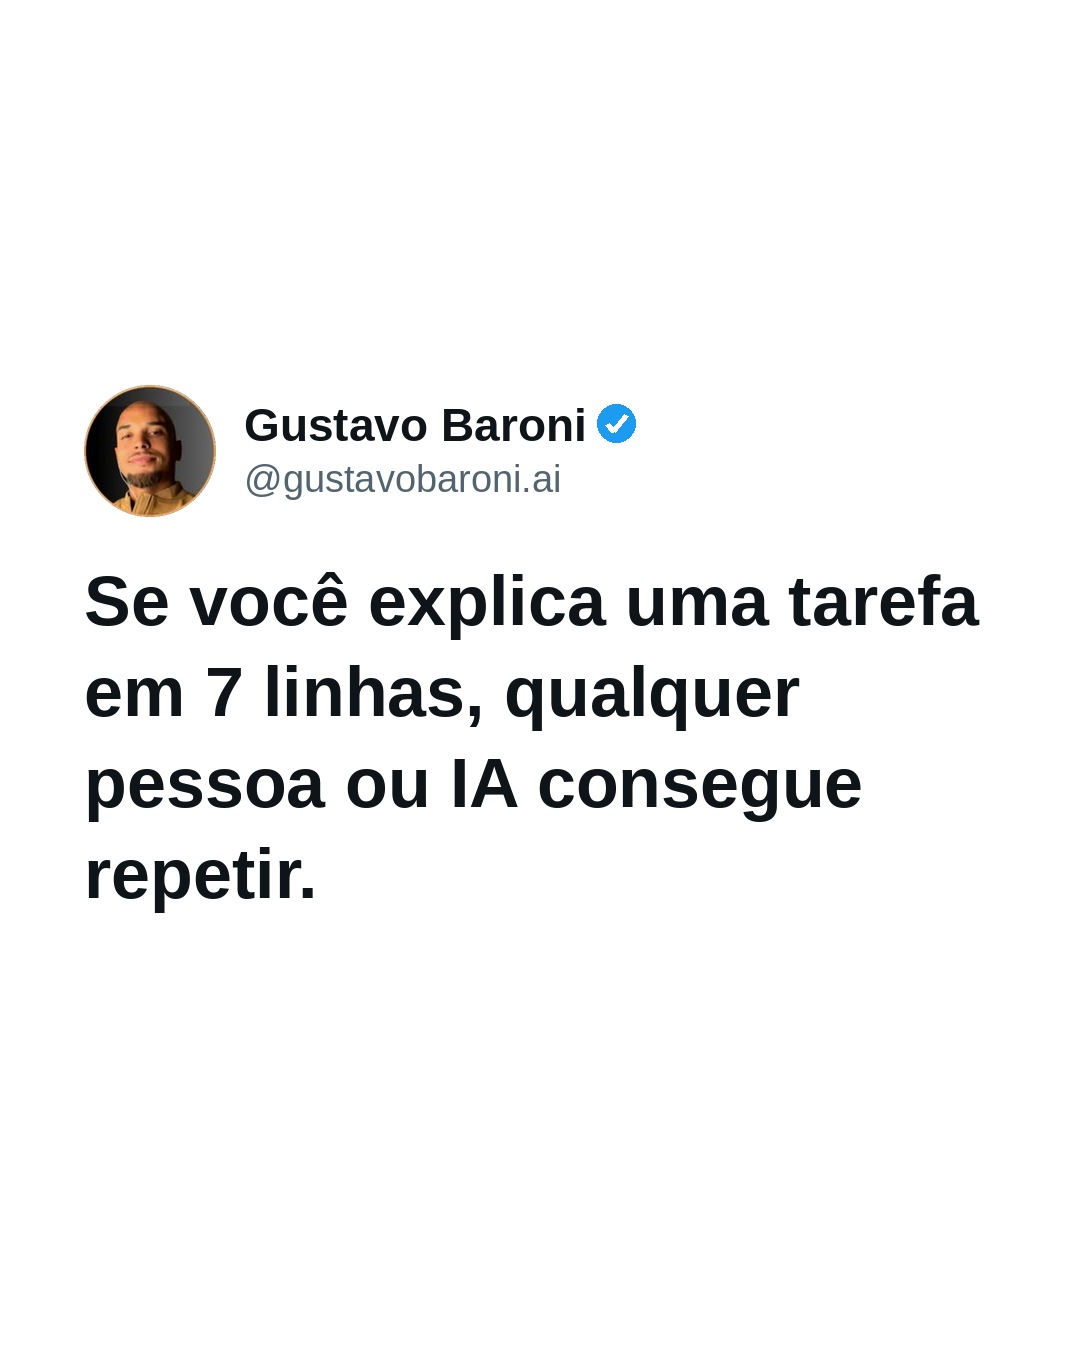 Gustavo Baroni
@gustavobaroni.ai
Se você explica uma tarefa
em 7 linhas, qualquer
pessoa ou IA consegue
repetir.